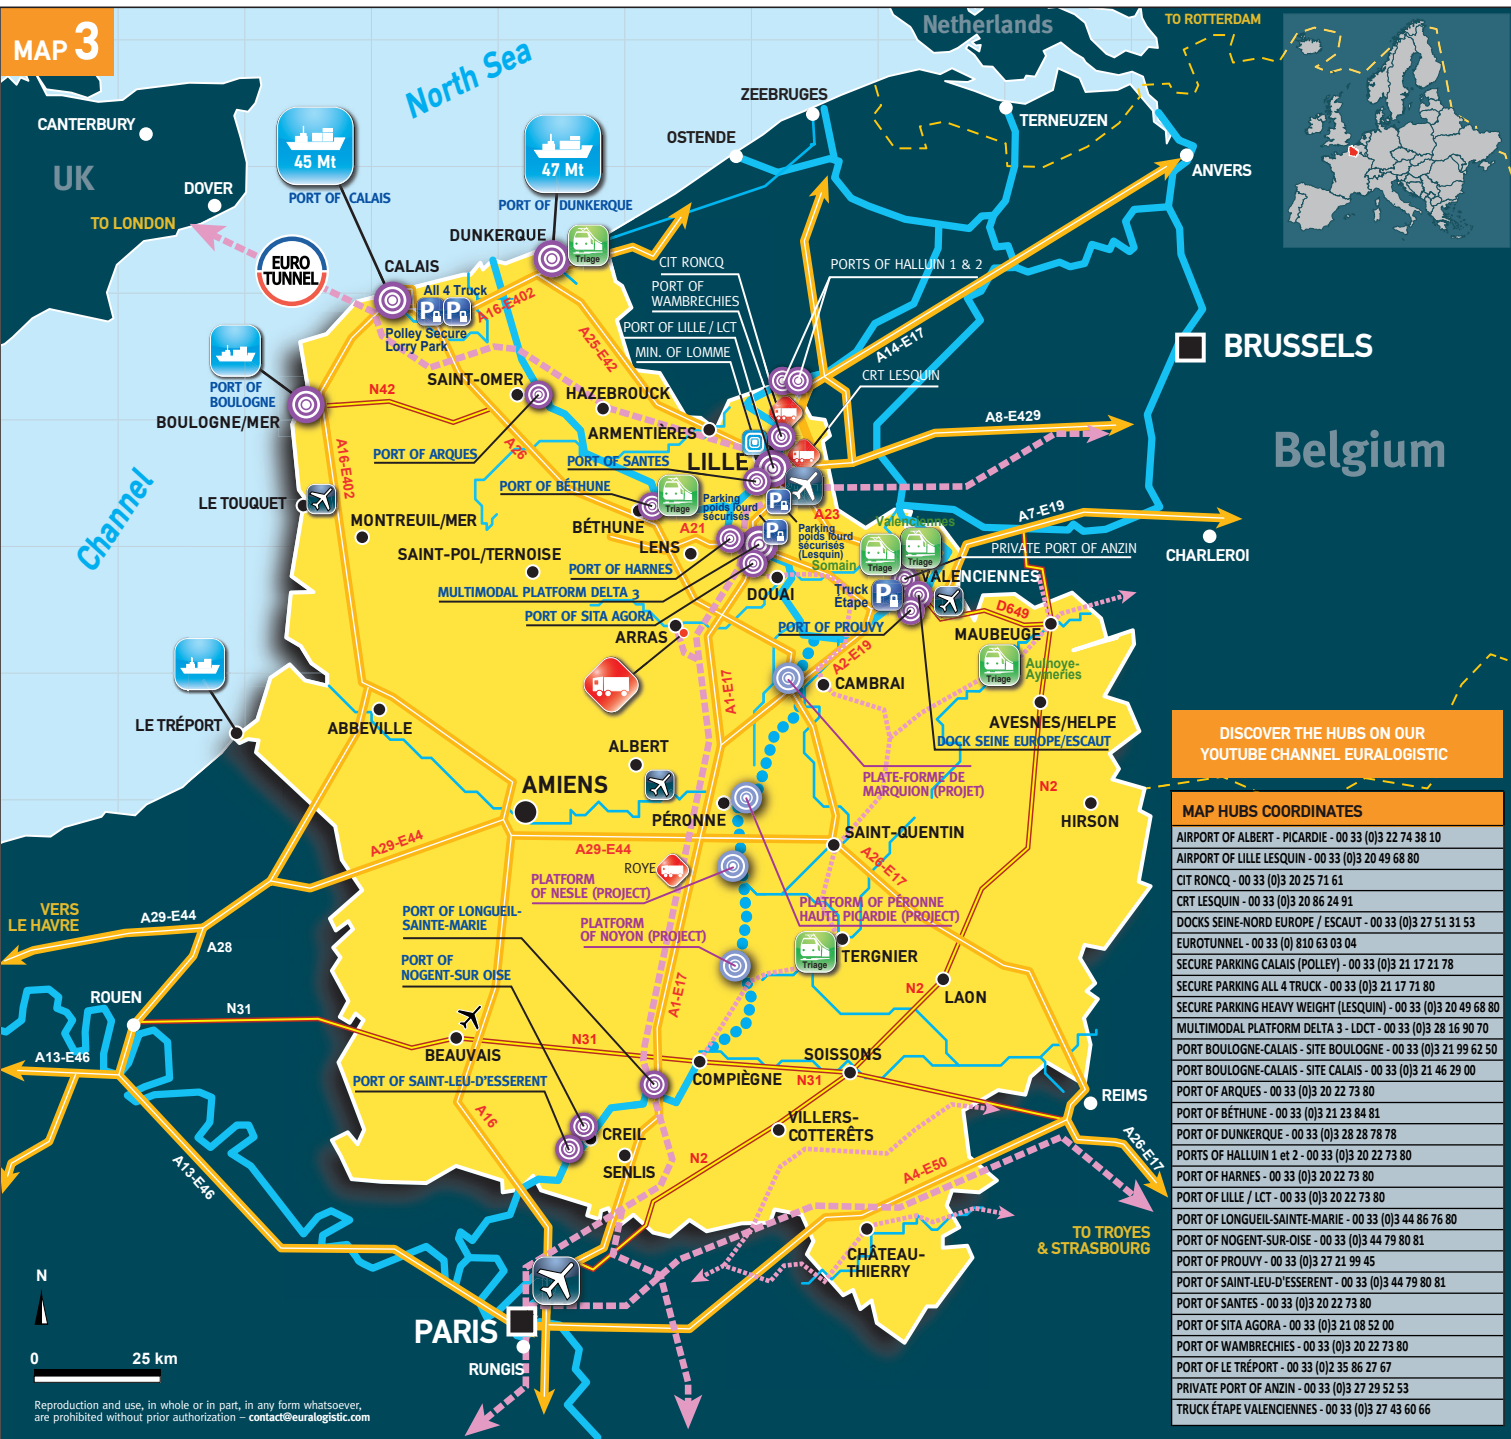 MAP 3
North Sea
Netherlands
TO ROTTERDAM
CANTERBURY
UK
DOVER
TO LONDON
45 Mt
PORT OF CALAIS
47 Mt
PORT OF DUNKERQUE
ZEEBRUGES
OSTENDE
TERNEUZEN
ANVERS
DUNKERQUE
Triage
EURO
TUNNEL
CALAIS
All 4 Truck
P
P
Polley Secure
Lorry Park
A16-E402
A25-E42
CIT RONCQ
PORT OF
WAMBRECHIES
PORT OF LILLE / LCT
MIN. OF LOMME
PORTS OF HALLUIN 1 & 2
CRT LESQUIN
A14-E17
BRUSSELS
Belgium
A8-E429
A7-E19
CHARLEROI
PORT OF
BOULOGNE
BOULOGNE/MER
N42
SAINT-OMER
HAZEBROUCK
ARMENTIÈRES
PORT OF ARQUES
A26
PORT OF SANTES
LILLE
PORT OF BÉTHUNE
Triage
Parking
poids lourd
sécurisés
P
P
Parking
poids lourd
sécurisés
(Lesquin)
A23
Valenciennes
Somain
Triage
Triage
PRIVATE PORT OF ANZIN
VALENCIENNES
Channel
A16-E402
LE TOUQUET
MONTREUIL/MER
SAINT-POL/TERNOISE
BÉTHUNE
A21
LENS
PORT OF HARNES
MULTIMODAL PLATFORM DELTA 3
PORT OF SITA AGORA
DOUAI
Truck
Etape
P
PORT OF PROUVY
D649
MAUBEUGE
Triage
Aulnoye-
Aymeries
ARRAS
A2-E19
CAMBRAI
A1-E17
AVESNES/HELPE
DOCK SEINE EUROPE/ESCAUT
LE TRÉPORT
ABBEVILLE
ALBERT
AMIENS
PÉRONNE
PLATE-FORME DE
MARQUION (PROJET)
N2
HIRSON
SAINT-QUENTIN
A29-E44
A29-E44
A26-E17
ROYE
PLATFORM
OF NESLE (PROJECT)
PLATFORM OF PÉRONNE
HAUTE PICARDIE (PROJECT)
PLATFORM
OF NOYON (PROJECT)
PORT OF LONGUEIL-
SAINTE-MARIE
PORT OF
NOGENT-SUR OISE
Triage
TERGNIER
A1-E17
N2
LAON
VERS
LE HAVRE
A29-E44
A28
ROUEN
N31
A13-E46
BEAUVAIS
N31
PORT OF SAINT-LEU-D'ESSERENT
COMPIÈGNE
SOISSONS
N31
REIMS
A16
CREIL
SENLIS
VILLERS-
COTTERÊTS
N2
A4-E50
A26-E17
TO TROYES
& STRASBOURG
CHÂTEAU-
THIERRY
A13-E46
PARIS
RUNGIS
N
0 25 km
Reproduction and use, in whole or in part, in any form whatsoever,
are prohibited without prior authorization – contact@euralogistic.com
DISCOVER THE HUBS ON OUR
YOUTUBE CHANNEL EURALOGISTIC
MAP HUBS COORDINATES
AIRPORT OF ALBERT - PICARDIE - 00 33 (0)3 22 74 38 10
AIRPORT OF LILLE LESQUIN - 00 33 (0)3 20 49 68 80
CIT RONCQ - 00 33 (0)3 20 25 71 61
CRT LESQUIN - 00 33 (0)3 20 86 24 91
DOCKS SEINE-NORD EUROPE / ESCAUT - 00 33 (0)3 27 51 31 53
EUROTUNNEL - 00 33 (0) 810 63 03 04
SECURE PARKING CALAIS (POLLEY) - 00 33 (0)3 21 17 21 78
SECURE PARKING ALL 4 TRUCK - 00 33 (0)3 21 17 71 80
SECURE PARKING HEAVY WEIGHT (LESQUIN) - 00 33 (0)3 20 49 68 80
MULTIMODAL PLATFORM DELTA 3 - LDCT - 00 33 (0)3 28 16 90 70
PORT BOULOGNE-CALAIS - SITE BOULOGNE - 00 33 (0)3 21 99 62 50
PORT BOULOGNE-CALAIS - SITE CALAIS - 00 33 (0)3 21 46 29 00
PORT OF ARQUES - 00 33 (0)3 20 22 73 80
PORT OF BÉTHUNE - 00 33 (0)3 21 23 84 81
PORT OF DUNKERQUE - 00 33 (0)3 28 28 78 78
PORTS OF HALLUIN 1 et 2 - 00 33 (0)3 20 22 73 80
PORT OF HARNES - 00 33 (0)3 20 22 73 80
PORT OF LILLE / LCT - 00 33 (0)3 20 22 73 80
PORT OF LONGUEIL-SAINTE-MARIE - 00 33 (0)3 44 86 76 80
PORT OF NOGENT-SUR-OISE - 00 33 (0)3 44 79 80 81
PORT OF PROUVY - 00 33 (0)3 27 21 99 45
PORT OF SAINT-LEU-D'ESSERENT - 00 33 (0)3 44 79 80 81
PORT OF SANTES - 00 33 (0)3 20 22 73 80
PORT OF SITA AGORA - 00 33 (0)3 21 08 52 00
PORT OF WAMBRECHIES - 00 33 (0)3 20 22 73 80
PORT OF LE TRÉPORT - 00 33 (0)2 35 86 27 67
PRIVATE PORT OF ANZIN - 00 33 (0)3 27 29 52 53
TRUCK ÉTAPE VALENCIENNES - 00 33 (0)3 27 43 60 66